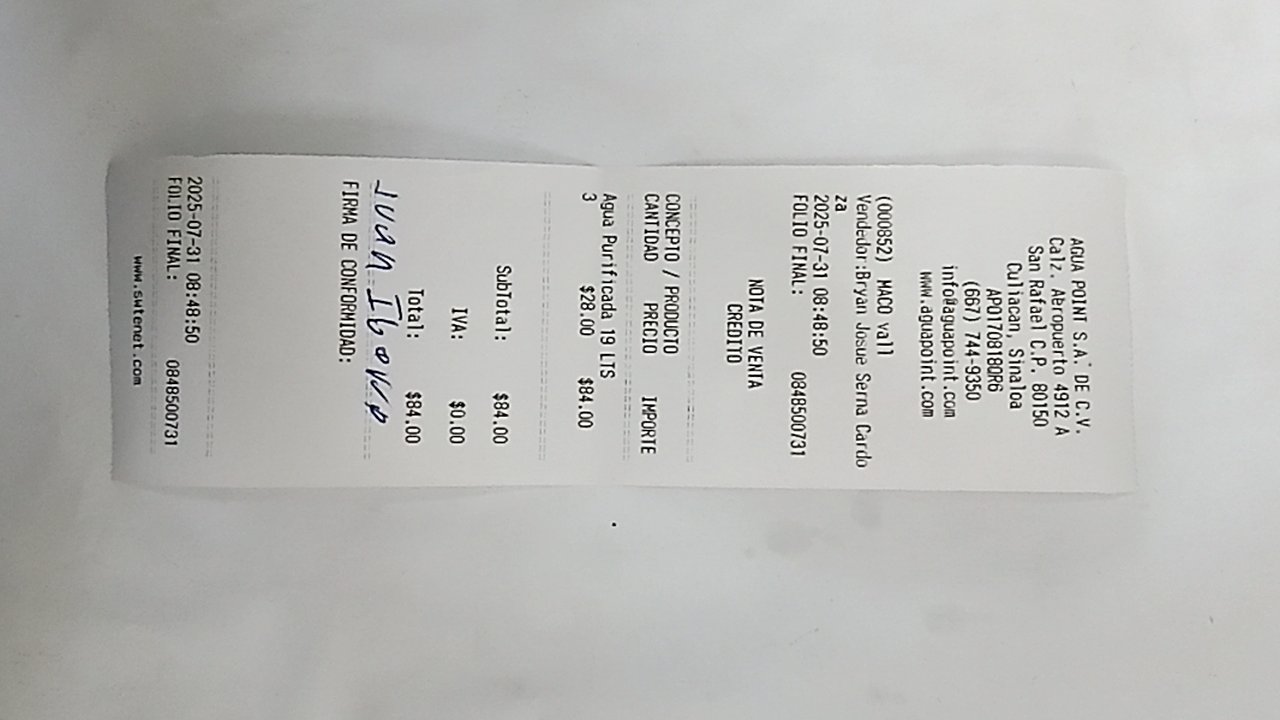 AGUA POINT S.A. DE C.V.
Calz. Aeropuerto 4912 A
San Rafael C.P. 80150
Culiacan, Sinaloa
APO170818QR6
(667) 744-9350
info@aguapoint.com
www.aguapoint.com
(000852) MACO vall
Vendedor:Bryan Josue Serna Cardo
za
2025-07-31 08:48:50
FOLIO FINAL: 0848500731
NOTA DE VENTA
CREDITO
CONCEPTO / PRODUCTO
CANTIDAD PRECIO IMPORTE
Agua Purificada 19 LTS
3 $28.00 $84.00
SubTotal: $84.00
IVA: $0.00
Total: $84.00
Juan
FIRMA DE CONFORMIDAD:
2025-07-31 08:48:50
FOLIO FINAL: 0848500731
www.swtenet.com